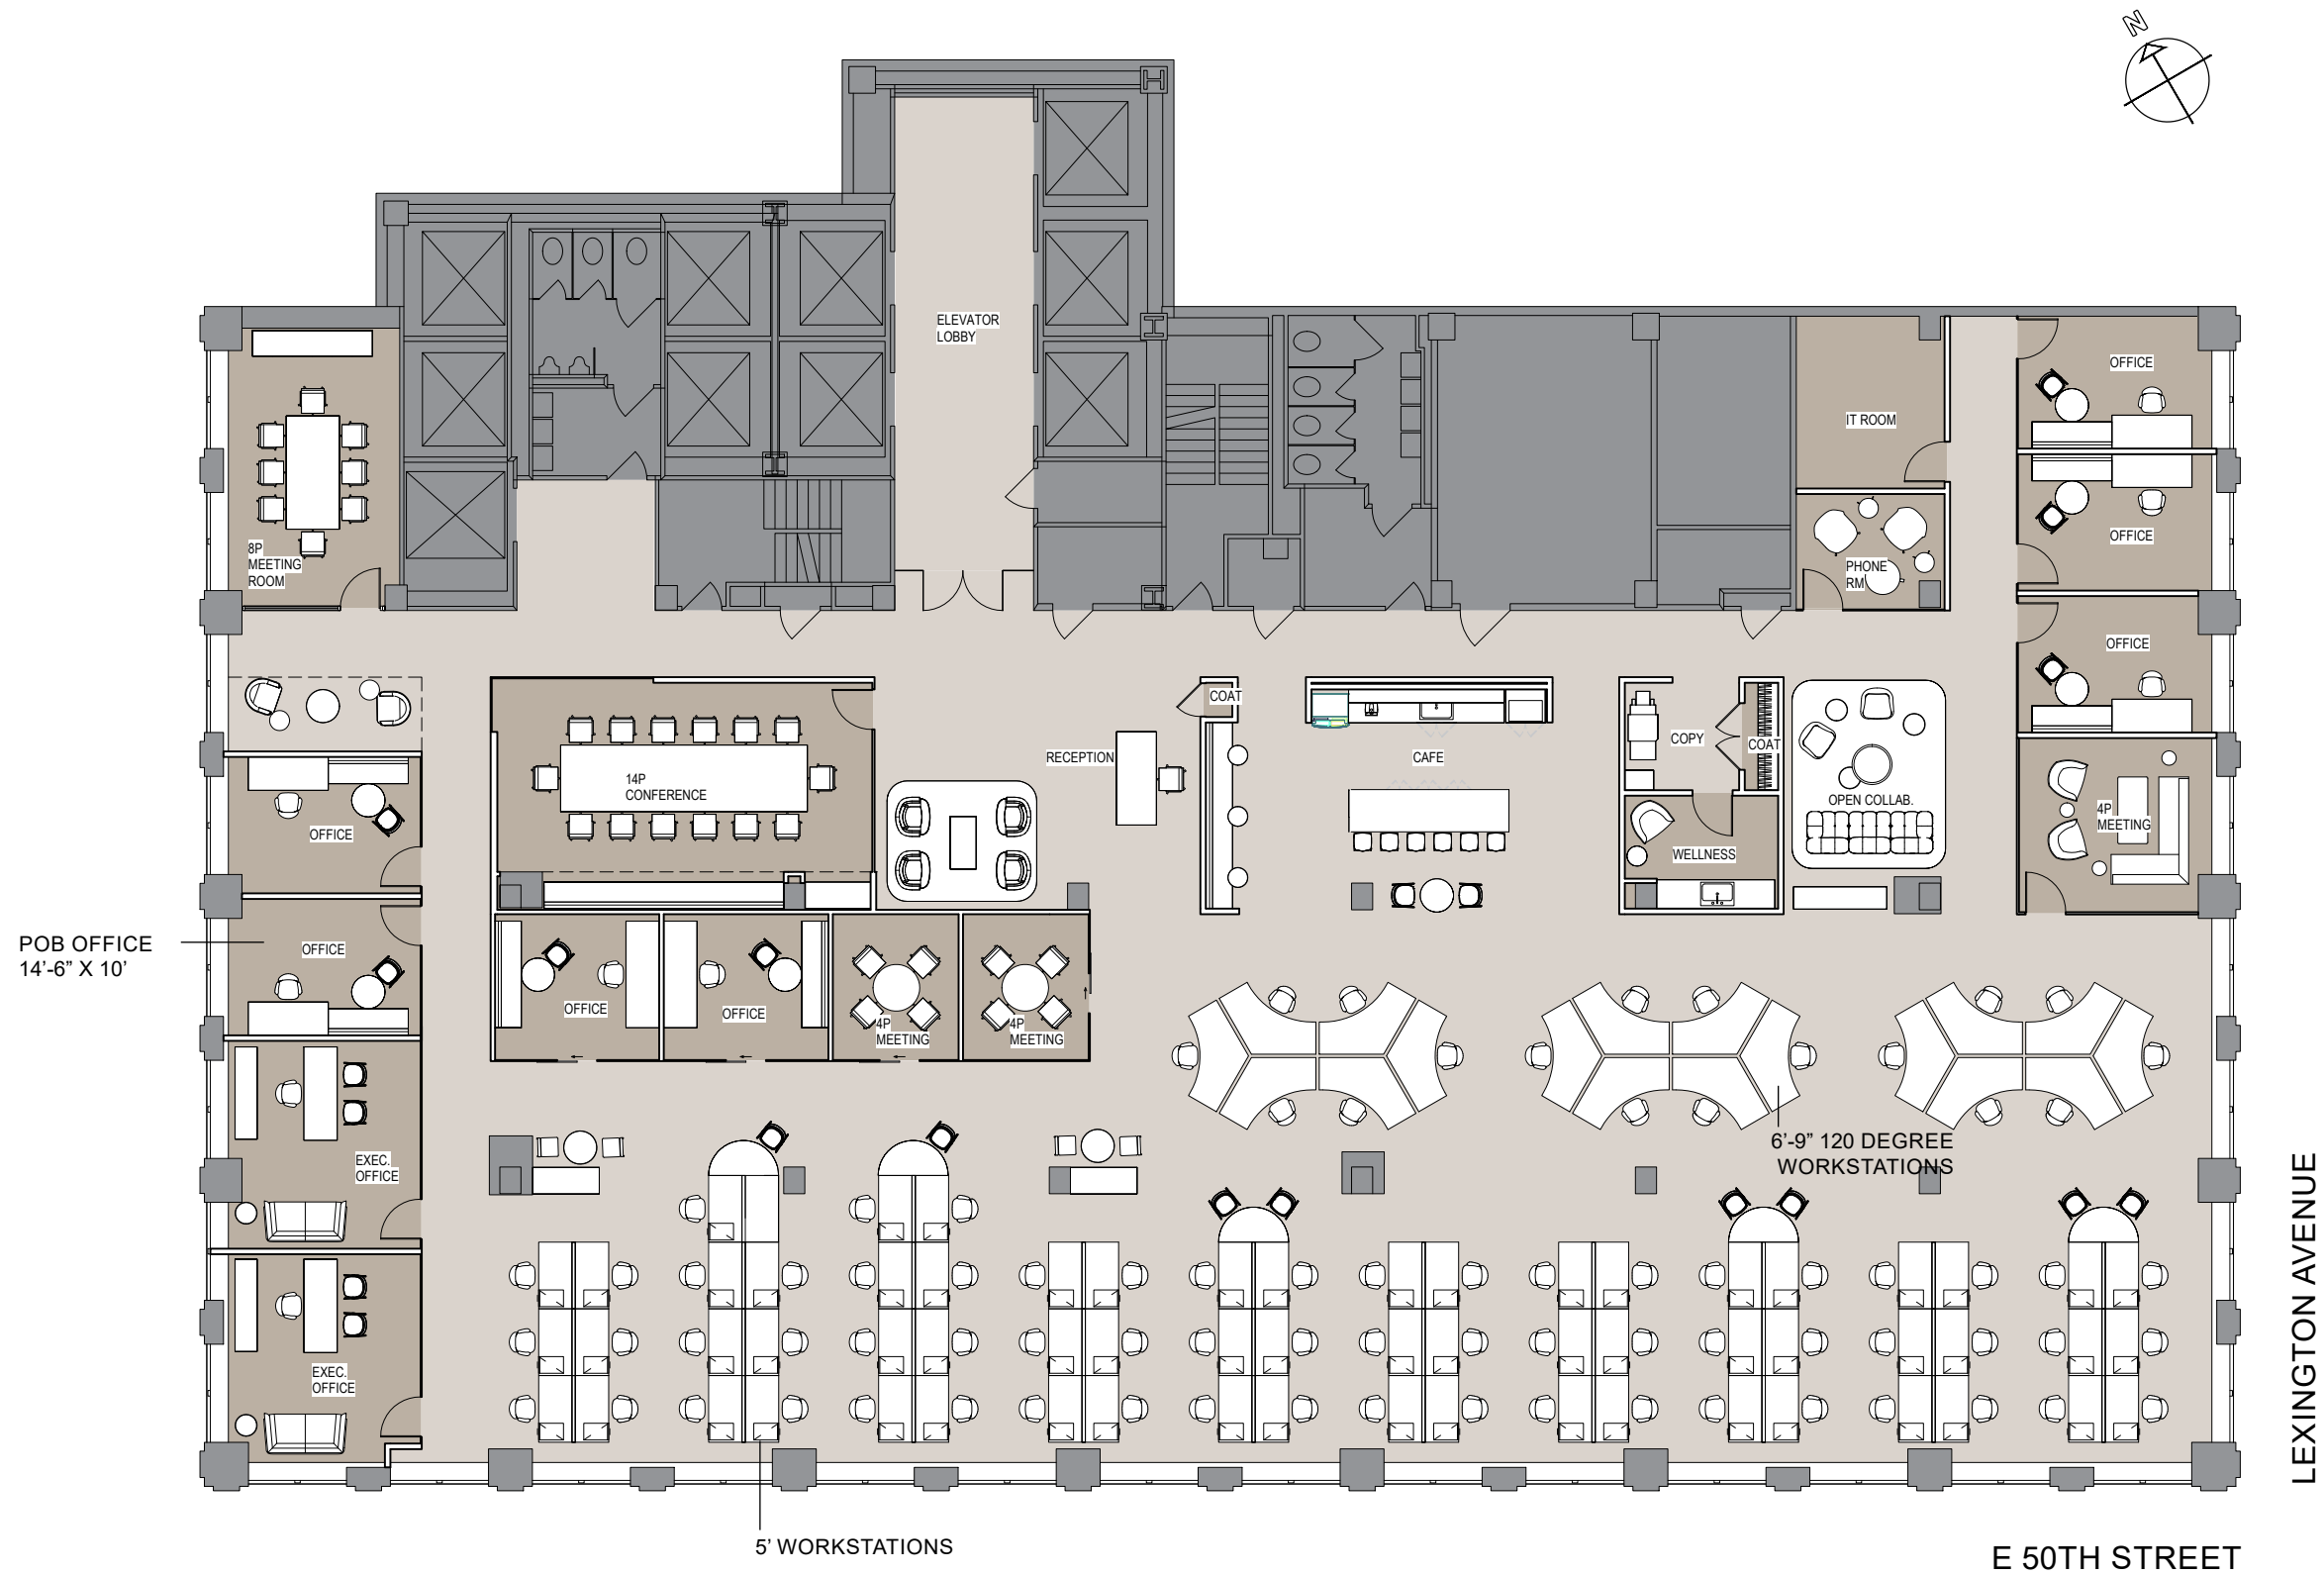 N
ELEVATOR
LOBBY
OFFICE
IT ROOM
OFFICE
8P
MEETING
ROOM
PHONE
RM
OFFICE
COAT
RECEPTION
CAFE
COPY
COAT
14P
CONFERENCE
OPEN COLLAB.
4P
MEETING
OFFICE
WELLNESS
POB OFFICE
14'-6” X 10'
OFFICE
OFFICE
OFFICE
4P
MEETING
4P
MEETING
EXEC.
OFFICE
6'-9” 120 DEGREE
WORKSTATIONS
EXEC.
OFFICE
LEXINGTON AVENUE
5' WORKSTATIONS
E 50TH STREET